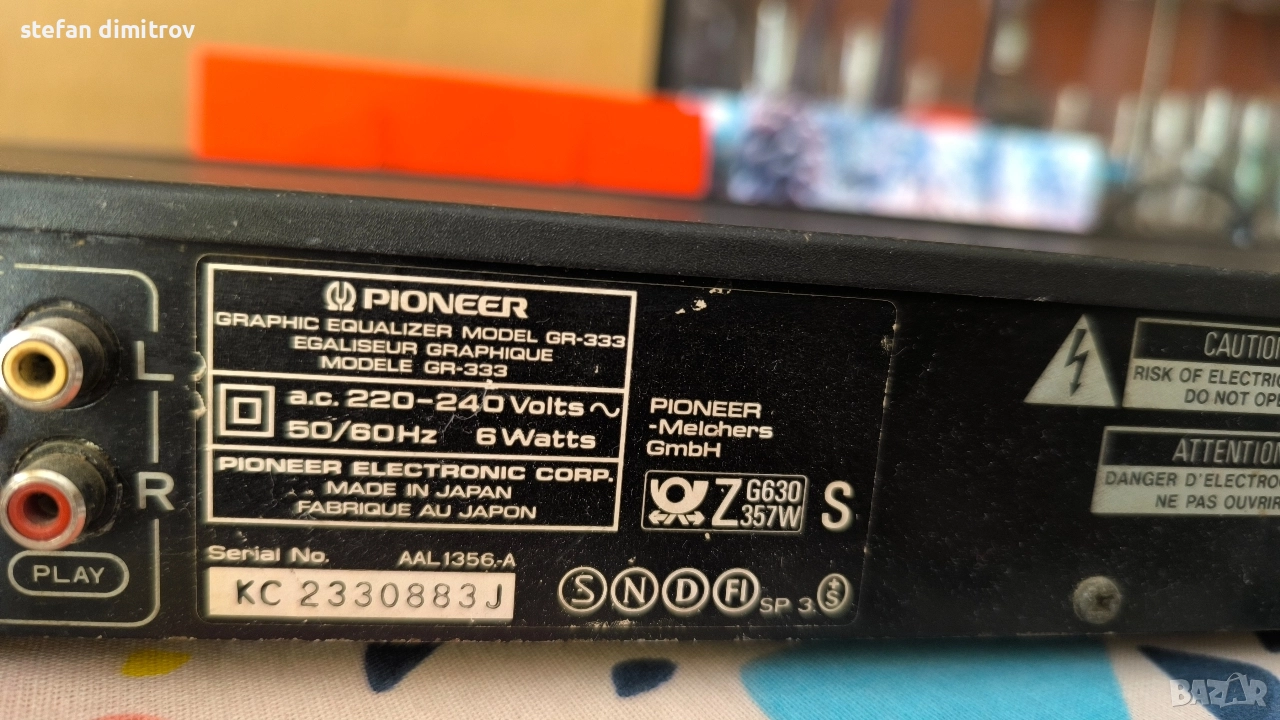 stefan dimitrov
L
R
PLAY
PIONEER
GRAPHIC EQUALIZER MODEL GR-333
EGALISEUR GRAPHIQUE
MODELE GR-333
a.c. 220-240 Volts ~
50/60Hz 6 Watts
PIONEER ELECTRONIC CORP.
MADE IN JAPAN
FABRIQUE AU JAPON
Serial No. AAL1356-A
KC 2330883J
PIONEER
-Melchers
GmbH
Z G630
357W
S
S N D FI SP 3. S
CAUTION
RISK OF ELECTRIC
DO NOT OPE
ATTENTION
DANGER D'ELECTROC
NE PAS OUVRIR
BAZAR